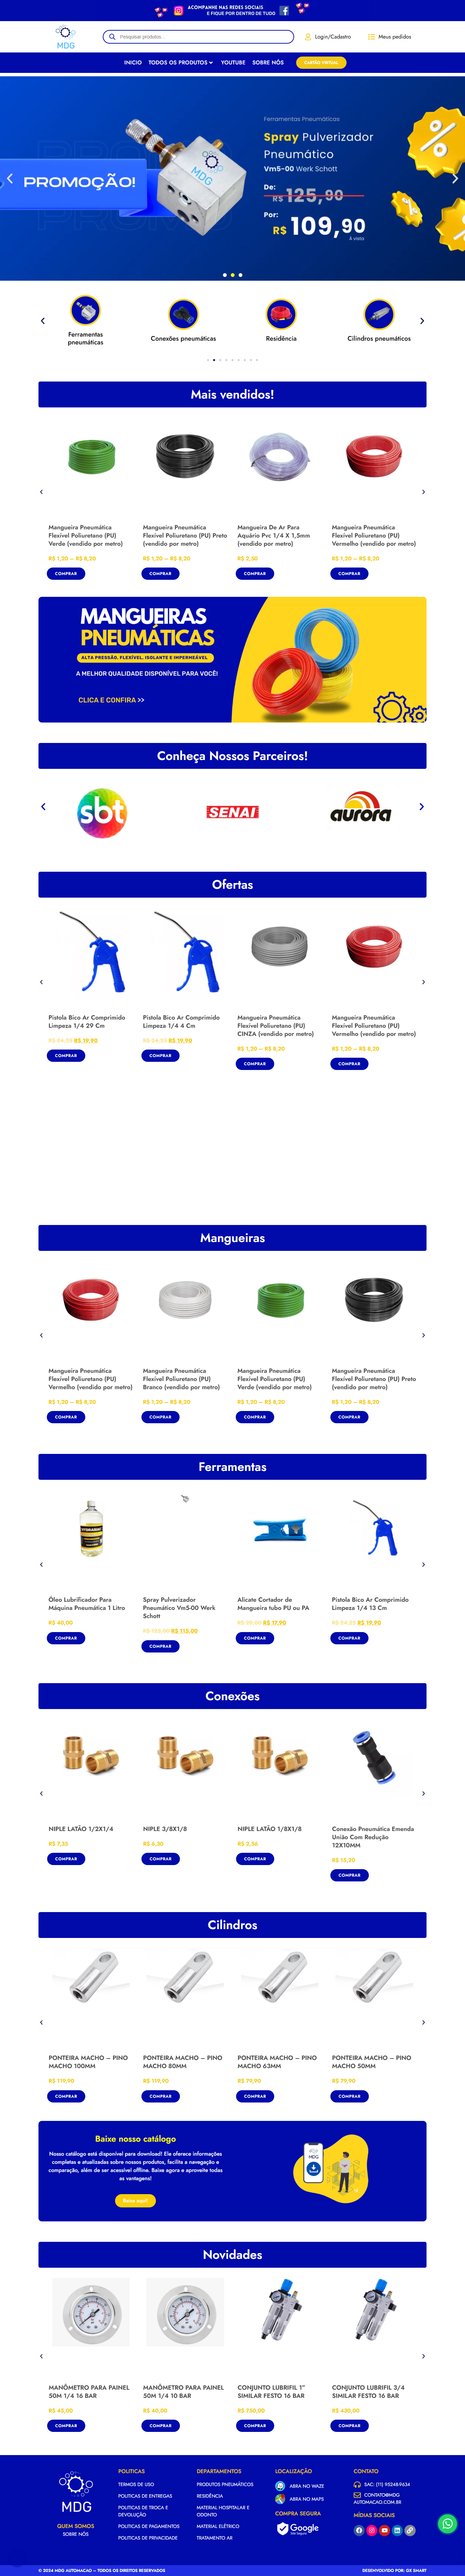 ACOMPANHE NAS REDES SOCIAIS
E FIQUE POR DENTRO DE TUDO
MDG
Pesquisar produtos...
Login/Cadastro
Meus pedidos
INICIO
TODOS OS PRODUTOS
YOUTUBE
SOBRE NÓS
CARTÃO VIRTUAL
PROMOÇÃO!
MDG
Ferramentas Pneumáticas
Spray Pulverizador
Pneumático
Vm5-00 Werk Schott
De:
R$ 125,90
Por:
R$ 109,90
À vista
Ferramentas
pneumáticas
Conexões pneumáticas
Residência
Cilindros pneumáticos
Mais vendidos!
Mangueira Pneumática
Flexível Poliuretano (PU)
Verde (vendido por metro)
R$ 1,20 – R$ 8,20
COMPRAR
Mangueira Pneumática
Flexível Poliuretano (PU) Preto
(vendido por metro)
R$ 1,20 – R$ 8,20
COMPRAR
Mangueira De Ar Para
Aquário Pvc 1/4 X 1,5mm
(vendido por metro)
R$ 2,50
COMPRAR
Mangueira Pneumática
Flexível Poliuretano (PU)
Vermelho (vendido por metro)
R$ 1,20 – R$ 8,20
COMPRAR
MANGUEIRAS
PNEUMÁTICAS
ALTA PRESSÃO, FLEXÍVEL, ISOLANTE E IMPERMEÁVEL
A MELHOR QUALIDADE DISPONÍVEL PARA VOCÊ!
CLICA E CONFIRA >>
Conheça Nossos Parceiros!
sbt
SENAI
aurora
Ofertas
Pistola Bico Ar Comprimido
Limpeza 1/4 29 Cm
R$ 19,90
COMPRAR
Pistola Bico Ar Comprimido
Limpeza 1/4 4 Cm
R$ 19,90
COMPRAR
Mangueira Pneumática
Flexível Poliuretano (PU)
CINZA (vendido por metro)
R$ 1,20 – R$ 8,20
COMPRAR
Mangueira Pneumática
Flexível Poliuretano (PU)
Vermelho (vendido por metro)
R$ 1,20 – R$ 8,20
COMPRAR
Mangueiras
Mangueira Pneumática
Flexível Poliuretano (PU)
Vermelho (vendido por metro)
R$ 1,20 – R$ 8,20
COMPRAR
Mangueira Pneumática
Flexível Poliuretano (PU)
Branco (vendido por metro)
R$ 1,20 – R$ 8,20
COMPRAR
Mangueira Pneumática
Flexível Poliuretano (PU)
Verde (vendido por metro)
R$ 1,20 – R$ 8,20
COMPRAR
Mangueira Pneumática
Flexível Poliuretano (PU) Preto
(vendido por metro)
R$ 1,20 – R$ 8,20
COMPRAR
Ferramentas
Óleo Lubrificador Para
Máquina Pneumática 1 Litro
R$ 40,00
COMPRAR
Spray Pulverizador
Pneumático Vm5-00 Werk
Schott
R$ 115,00
COMPRAR
Alicate Cortador de
Mangueira tubo PU ou PA
R$ 17,90
COMPRAR
Pistola Bico Ar Comprimido
Limpeza 1/4 13 Cm
R$ 19,90
COMPRAR
Conexões
NIPLE LATÃO 1/2X1/4
R$ 7,35
COMPRAR
NIPLE 3/8X1/8
R$ 6,30
COMPRAR
NIPLE LATÃO 1/8X1/8
R$ 2,56
COMPRAR
Conexão Pneumática Emenda
União Com Redução
12X10MM
R$ 15,20
COMPRAR
Cilindros
PONTEIRA MACHO – PINO
MACHO 100MM
R$ 119,90
COMPRAR
PONTEIRA MACHO – PINO
MACHO 80MM
R$ 119,90
COMPRAR
PONTEIRA MACHO – PINO
MACHO 63MM
R$ 79,90
COMPRAR
PONTEIRA MACHO – PINO
MACHO 50MM
R$ 79,90
COMPRAR
Baixe nosso catálogo
Nosso catálogo está disponível para download! Ele oferece informações
completas e atualizadas sobre nossos produtos, facilita a navegação e
comparação, além de ser acessível offline. Baixe agora e aproveite todas
as vantagens!
Baixe aqui!
MDG
Novidades
MANÔMETRO PARA PAINEL
50M 1/4 16 BAR
R$ 45,00
COMPRAR
MANÔMETRO PARA PAINEL
50M 1/4 10 BAR
R$ 40,00
COMPRAR
CONJUNTO LUBRIFIL 1”
SIMILAR FESTO 16 BAR
R$ 750,00
COMPRAR
CONJUNTO LUBRIFIL 3/4
SIMILAR FESTO 16 BAR
R$ 430,00
COMPRAR
MDG
QUEM SOMOS
SOBRE NÓS
POLITICAS
TERMOS DE USO
POLITICAS DE ENTREGAS
POLITICAS DE TROCA E
DEVOLUÇÃO
POLITICAS DE PAGAMENTOS
POLITICAS DE PRIVACIDADE
DEPARTAMENTOS
PRODUTOS PNEUMÁTICOS
RESIDÊNCIA
MATERIAL HOSPITALAR E
ODONTO
MATERIAL ELÉTRICO
TRATAMENTO AR
LOCALIZAÇÃO
ABRA NO WAZE
ABRA NO MAPS
COMPRA SEGURA
Google
Site Seguro
CONTATO
SAC: (11) 95248-9634
CONTATO@MDG
AUTOMACAO.COM.BR
MÍDIAS SOCIAIS
© 2024 MDG AUTOMACAO – TODOS OS DIREITOS RESERVADOS
DESENVOLVIDO POR: GX SMART